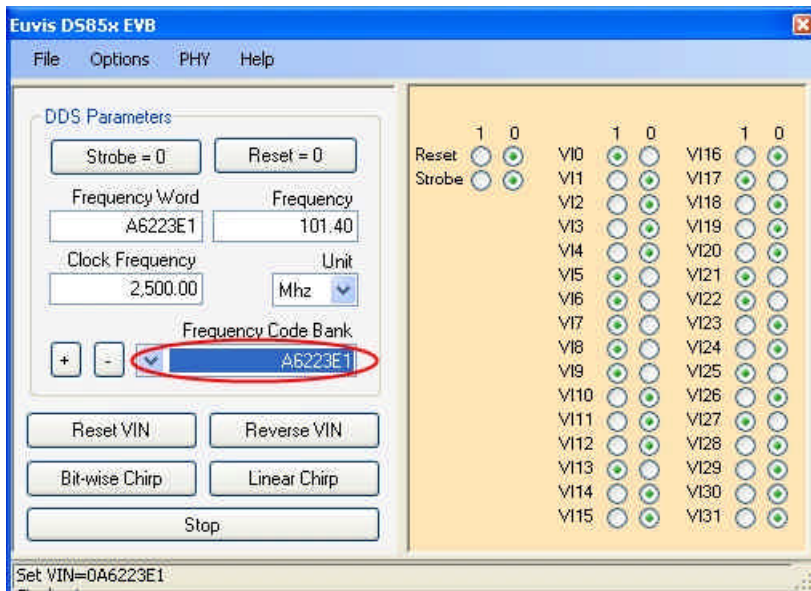 Euvis DS85x EVB
File Options PHY Help
DDS Parameters
Strobe = 0 Reset = 0
Frequency Word Frequency
A6223E1 101.40
Clock Frequency Unit
2,500.00 Mhz
Frequency Code Bank
+ - A6223E1
Reset VIN Reverse VIN
Bit-wise Chirp Linear Chirp
Stop
1 0 1 0 1 0
Reset VI0 VI16
Strobe VI1 VI17
VI2 VI18
VI3 VI19
VI4 VI20
VI5 VI21
VI6 VI22
VI7 VI23
VI8 VI24
VI9 VI25
VI10 VI26
VI11 VI27
VI12 VI28
VI13 VI29
VI14 VI30
VI15 VI31
Set VIN=0A6223E1